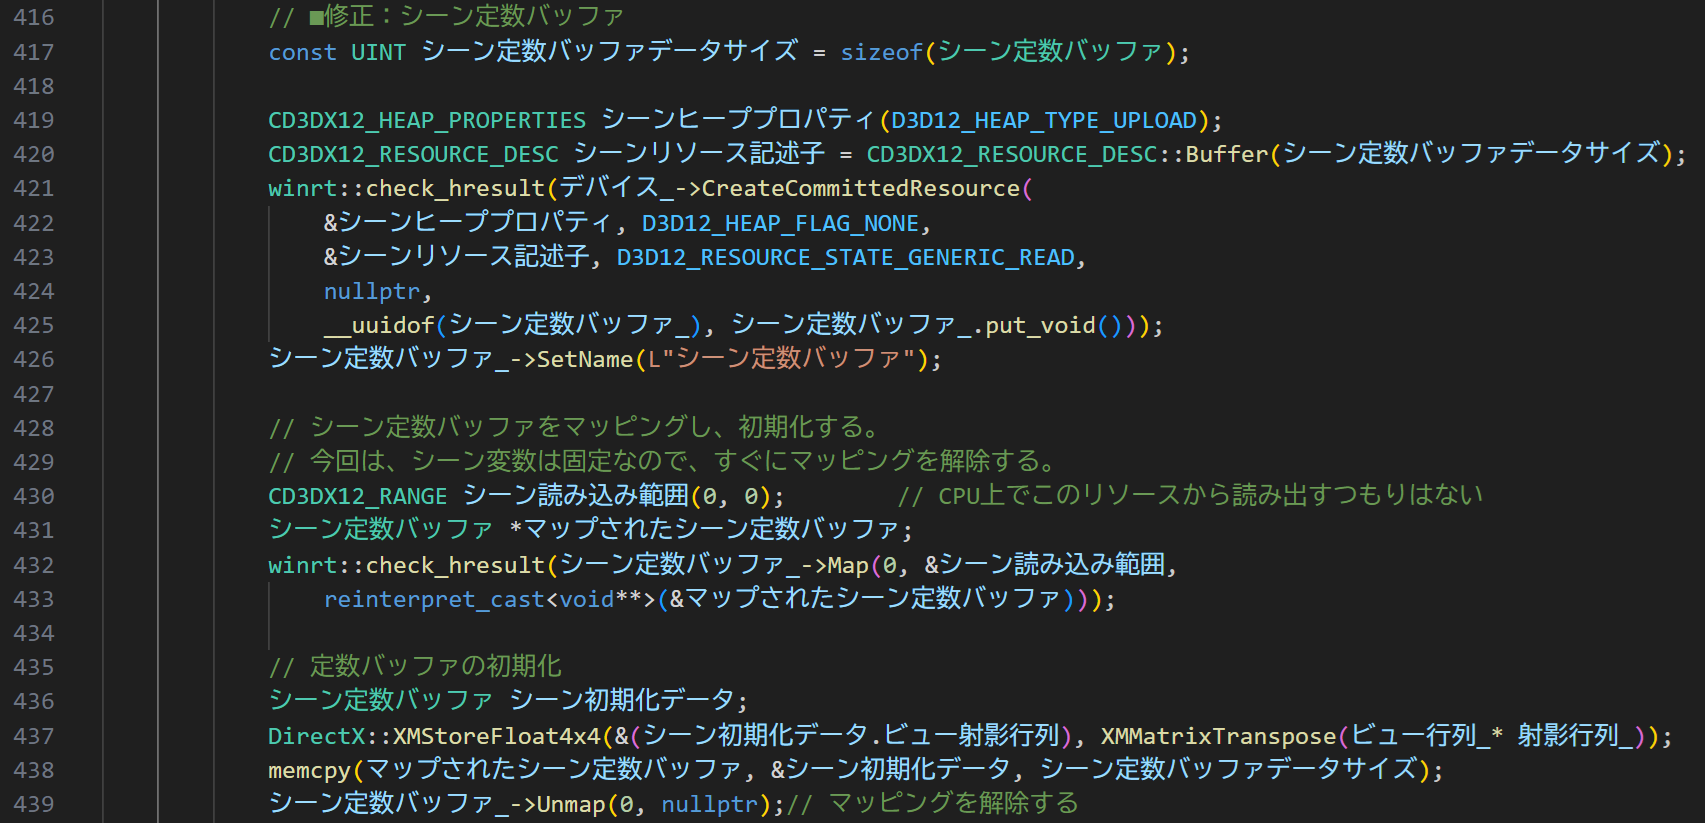 416 // ■修正：シーン定数バッファ
417 const UINT シーン定数バッファデータサイズ = sizeof(シーン定数バッファ);
418
419 CD3DX12_HEAP_PROPERTIES シーンヒーププロパティ(D3D12_HEAP_TYPE_UPLOAD);
420 CD3DX12_RESOURCE_DESC シーンリソース記述子 = CD3DX12_RESOURCE_DESC::Buffer(シーン定数バッファデータサイズ);
421 winrt::check_hresult(デバイス_->CreateCommittedResource(
422 &シーンヒーププロパティ, D3D12_HEAP_FLAG_NONE,
423 &シーンリソース記述子, D3D12_RESOURCE_STATE_GENERIC_READ,
424 nullptr,
425 __uuidof(シーン定数バッファ_), シーン定数バッファ_.put_void()));
426 シーン定数バッファ_->SetName(L"シーン定数バッファ");
427
428 // シーン定数バッファをマッピングし、初期化する。
429 // 今回は、シーン変数は固定なので、すぐにマッピングを解除する。
430 CD3DX12_RANGE シーン読み込み範囲(0, 0); // CPU上でこのリソースから読み出すつもりはない
431 シーン定数バッファ *マップされたシーン定数バッファ;
432 winrt::check_hresult(シーン定数バッファ_->Map(0, &シーン読み込み範囲,
433 reinterpret_cast<void**>(&マップされたシーン定数バッファ)));
434
435 // 定数バッファの初期化
436 シーン定数バッファ シーン初期化データ;
437 DirectX::XMStoreFloat4x4(&(シーン初期化データ.ビュー射影行列), XMMatrixTranspose(ビュー行列_* 射影行列_));
438 memcpy(マップされたシーン定数バッファ, &シーン初期化データ, シーン定数バッファデータサイズ);
439 シーン定数バッファ_->Unmap(0, nullptr);// マッピングを解除する